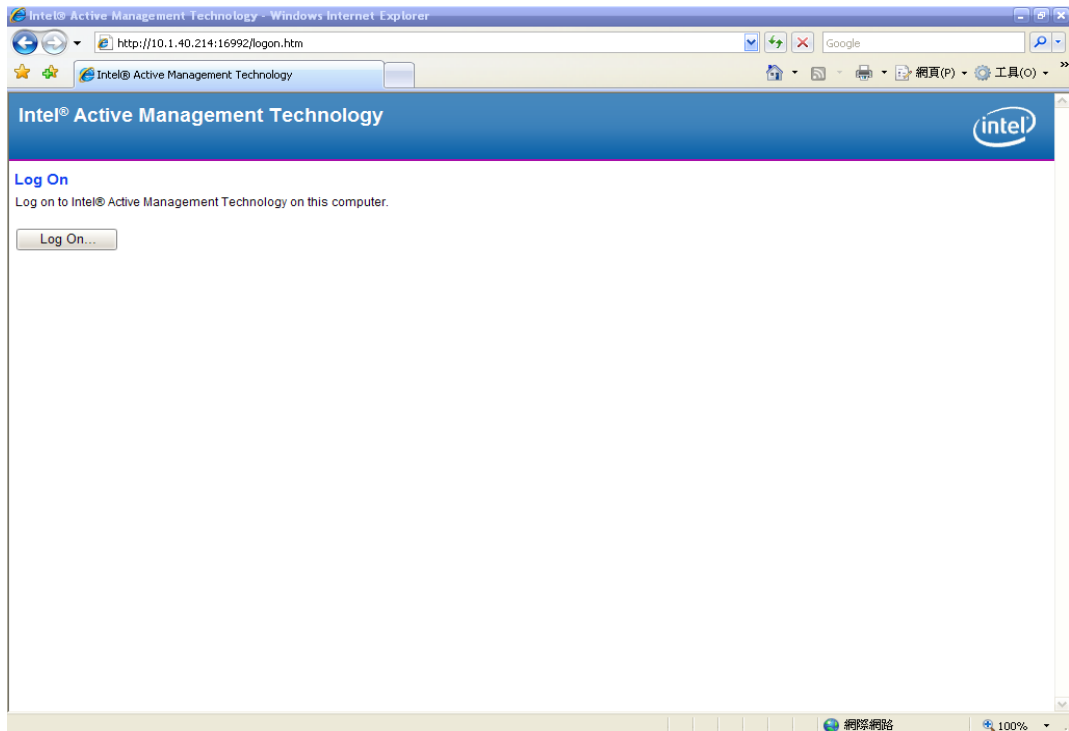 Intel® Active Management Technology - Windows Internet Explorer
http://10.1.40.214:16992/logon.htm
Google
Intel® Active Management Technology
網頁(P)
工具(O)
»
Intel® Active Management Technology
intel
Log On
Log on to Intel® Active Management Technology on this computer.
Log On...
網際網路
100%